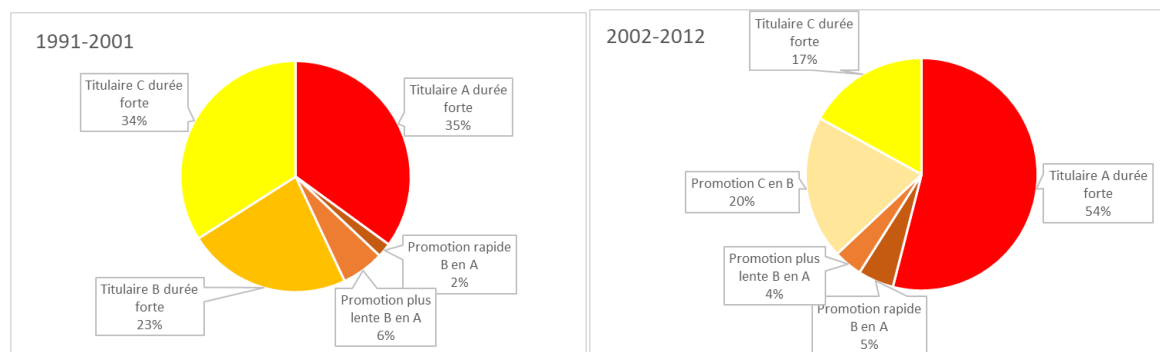 1991-2001
Titulaire C durée
forte
34%
Titulaire A durée
forte
35%
Promotion rapide
B en A
2%
Promotion plus
lente B en A
6%
Titulaire B durée
forte
23%
2002-2012
Titulaire C durée
forte
17%
Promotion C en B
20%
Titulaire A durée
forte
54%
Promotion plus
lente B en A
4%
Promotion rapide
B en A
5%